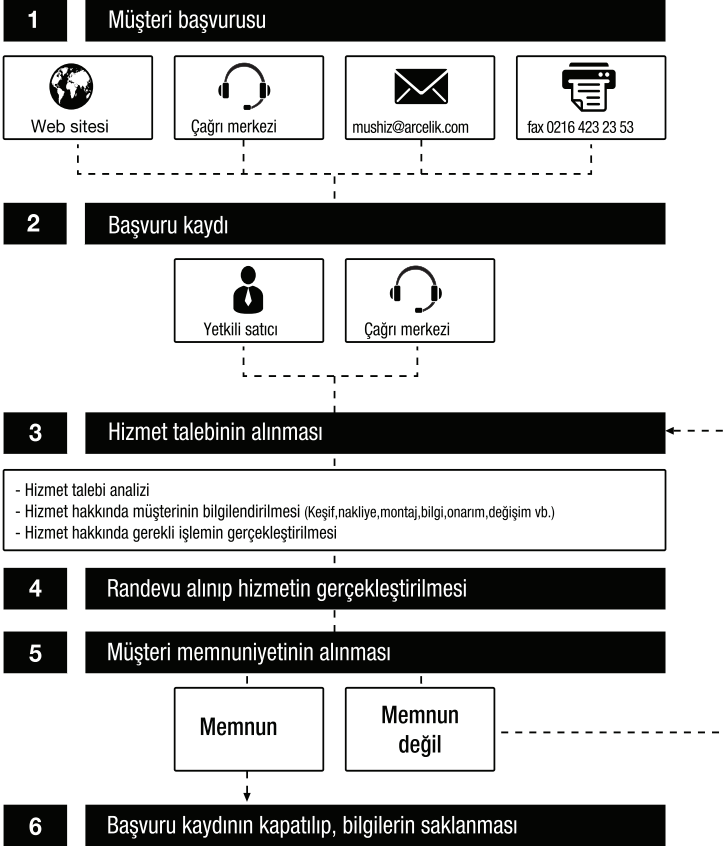 1 Müşteri başvurusu
Web sitesi
Çağrı merkezi
mushiz@arcelik.com
fax 0216 423 23 53
2 Başvuru kaydı
Yetkili satıcı
Çağrı merkezi
3 Hizmet talebinin alınması
- Hizmet talebi analizi
- Hizmet hakkında müşterinin bilgilendirilmesi (Keşif,nakliye,montaj,bilgi,onarım,değişim vb.)
- Hizmet hakkında gerekli işlemin gerçekleştirilmesi
4 Randevu alınıp hizmetin gerçekleştirilmesi
5 Müşteri memnuniyetinin alınması
Memnun
Memnun
değil
6 Başvuru kaydının kapatılıp, bilgilerin saklanması